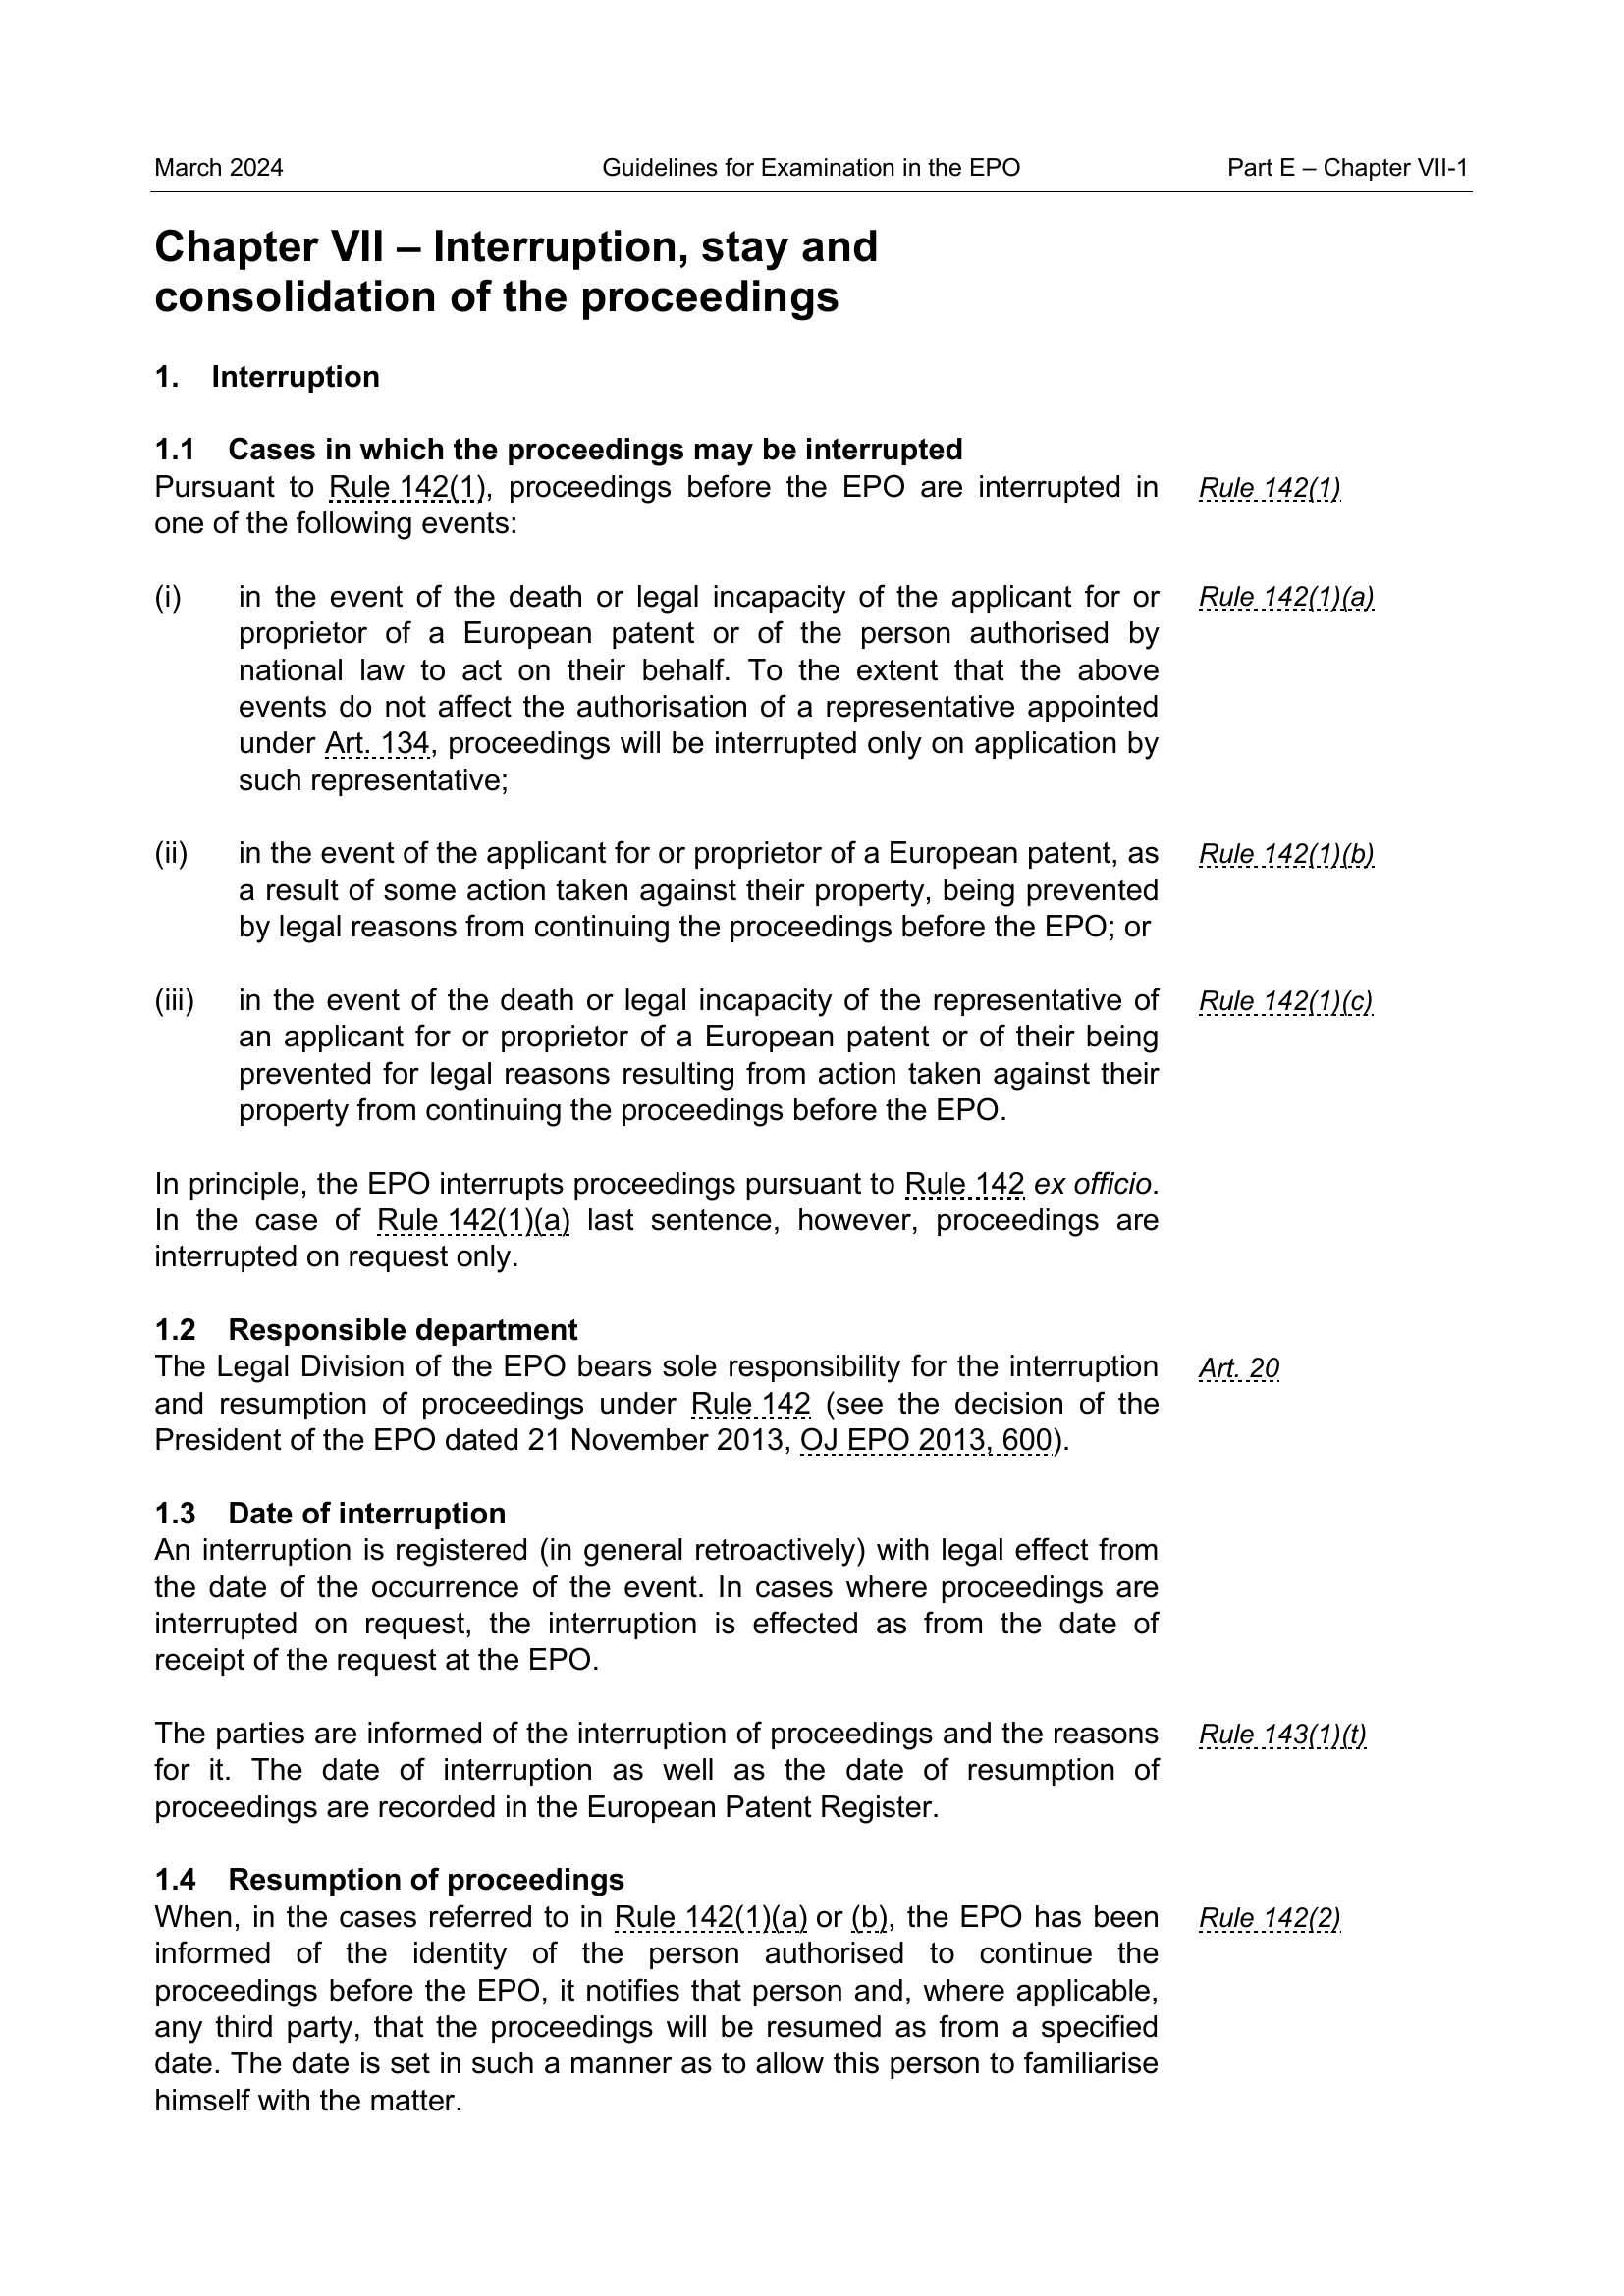 March 2024 Guidelines for Examination in the EPO Part E – Chapter VII-1
Chapter VII – Interruption, stay and
consolidation of the proceedings
1. Interruption
1.1 Cases in which the proceedings may be interrupted
Pursuant to Rule 142(1), proceedings before the EPO are interrupted in Rule 142(1)
one of the following events:
(i) in the event of the death or legal incapacity of the applicant for or Rule 142(1)(a)
proprietor of a European patent or of the person authorised by
national law to act on their behalf. To the extent that the above
events do not affect the authorisation of a representative appointed
under Art. 134, proceedings will be interrupted only on application by
such representative;
(ii) in the event of the applicant for or proprietor of a European patent, as Rule 142(1)(b)
a result of some action taken against their property, being prevented
by legal reasons from continuing the proceedings before the EPO; or
(iii) in the event of the death or legal incapacity of the representative of Rule 142(1)(c)
an applicant for or proprietor of a European patent or of their being
prevented for legal reasons resulting from action taken against their
property from continuing the proceedings before the EPO.
In principle, the EPO interrupts proceedings pursuant to Rule 142 ex officio.
In the case of Rule 142(1)(a) last sentence, however, proceedings are
interrupted on request only.
1.2 Responsible department
The Legal Division of the EPO bears sole responsibility for the interruption Art. 20
and resumption of proceedings under Rule 142 (see the decision of the
President of the EPO dated 21 November 2013, OJ EPO 2013, 600).
1.3 Date of interruption
An interruption is registered (in general retroactively) with legal effect from
the date of the occurrence of the event. In cases where proceedings are
interrupted on request, the interruption is effected as from the date of
receipt of the request at the EPO.
The parties are informed of the interruption of proceedings and the reasons Rule 143(1)(t)
for it. The date of interruption as well as the date of resumption of
proceedings are recorded in the European Patent Register.
1.4 Resumption of proceedings
When, in the cases referred to in Rule 142(1)(a) or (b), the EPO has been Rule 142(2)
informed of the identity of the person authorised to continue the
proceedings before the EPO, it notifies that person and, where applicable,
any third party, that the proceedings will be resumed as from a specified
date. The date is set in such a manner as to allow this person to familiarise
himself with the matter.